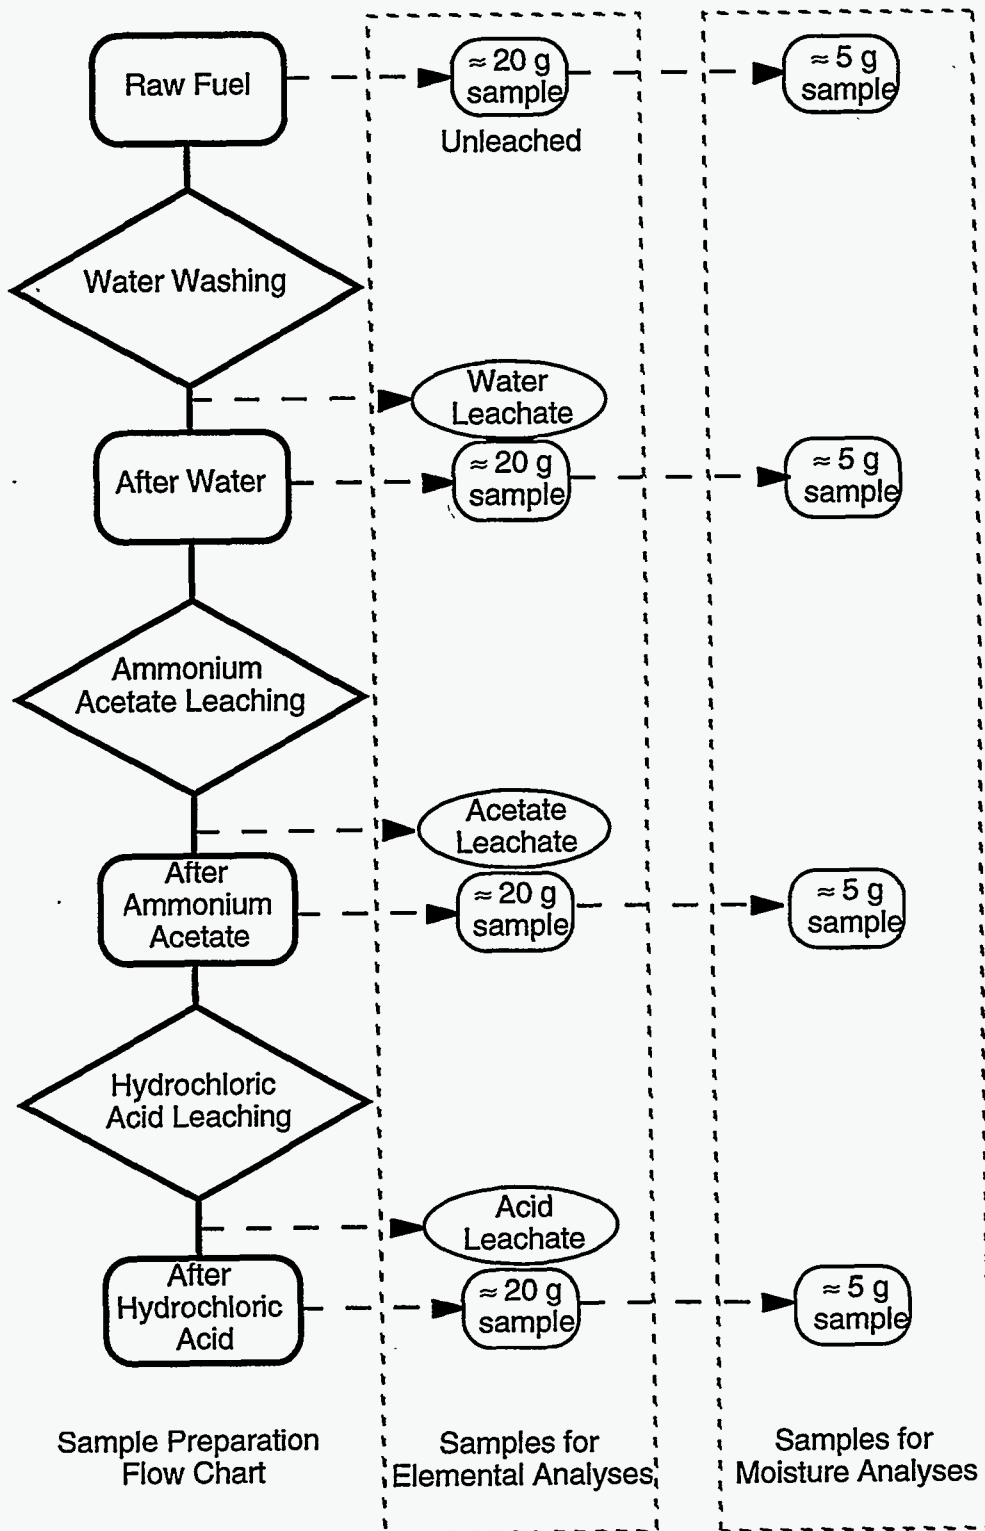 Raw Fuel
≈ 20 g
sample
Unleached
≈ 5 g
sample
Water Washing
Water
Leachate
After Water
≈ 20 g
sample
≈ 5 g
sample
Ammonium
Acetate Leaching
Acetate
Leachate
After
Ammonium
Acetate
≈ 20 g
sample
≈ 5 g
sample
Hydrochloric
Acid Leaching
Acid
Leachate
After
Hydrochloric
Acid
≈ 20 g
sample
≈ 5 g
sample
Sample Preparation
Flow Chart
Samples for
Elemental Analyses
Samples for
Moisture Analyses